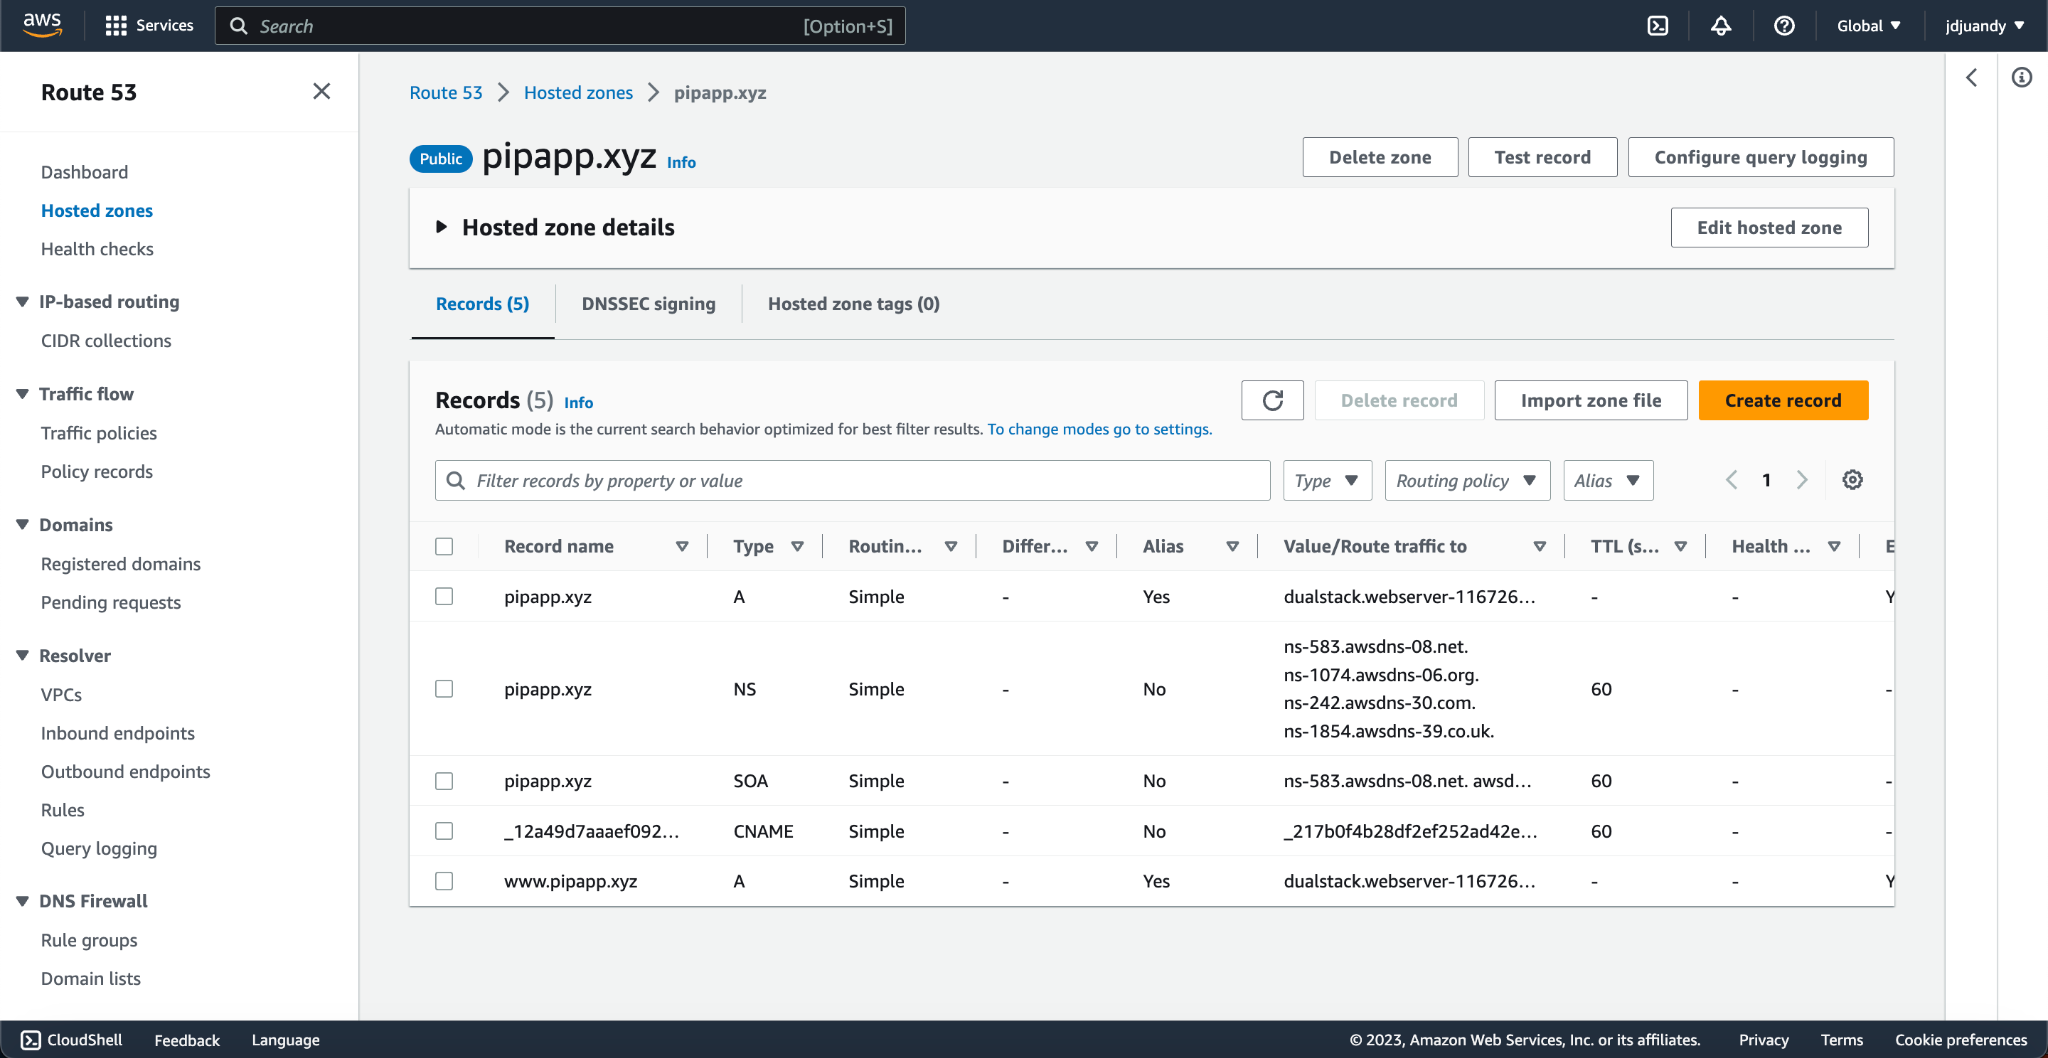 aws
Services
Search
[Option+S]
Global
jdjuandy
Route 53
Dashboard
Hosted zones
Health checks
IP-based routing
CIDR collections
Traffic flow
Traffic policies
Policy records
Domains
Registered domains
Pending requests
Resolver
VPCs
Inbound endpoints
Outbound endpoints
Rules
Query logging
DNS Firewall
Rule groups
Domain lists
Route 53 > Hosted zones > pipapp.xyz
Public pipapp.xyz Info
Delete zone
Test record
Configure query logging
Hosted zone details
Edit hosted zone
Records (5)
DNSSEC signing
Hosted zone tags (0)
Records (5) Info
Automatic mode is the current search behavior optimized for best filter results. To change modes go to settings.
Delete record
Import zone file
Create record
Filter records by property or value
Type
Routing policy
Alias
1
Record name Type Routin... Differ... Alias Value/Route traffic to TTL (s... Health ... E
pipapp.xyz A Simple - Yes dualstack.webserver-116726... - - Y
pipapp.xyz NS Simple - No ns-583.awsdns-08.net. 60 - -
ns-1074.awsdns-06.org.
ns-242.awsdns-30.com.
ns-1854.awsdns-39.co.uk.
pipapp.xyz SOA Simple - No ns-583.awsdns-08.net. awsd... 60 - -
_12a49d7aaaef092... CNAME Simple - No _217b0f4b28df2ef252ad42e... 60 - -
www.pipapp.xyz A Simple - Yes dualstack.webserver-116726... - - Y
CloudShell
Feedback
Language
© 2023, Amazon Web Services, Inc. or its affiliates.
Privacy
Terms
Cookie preferences